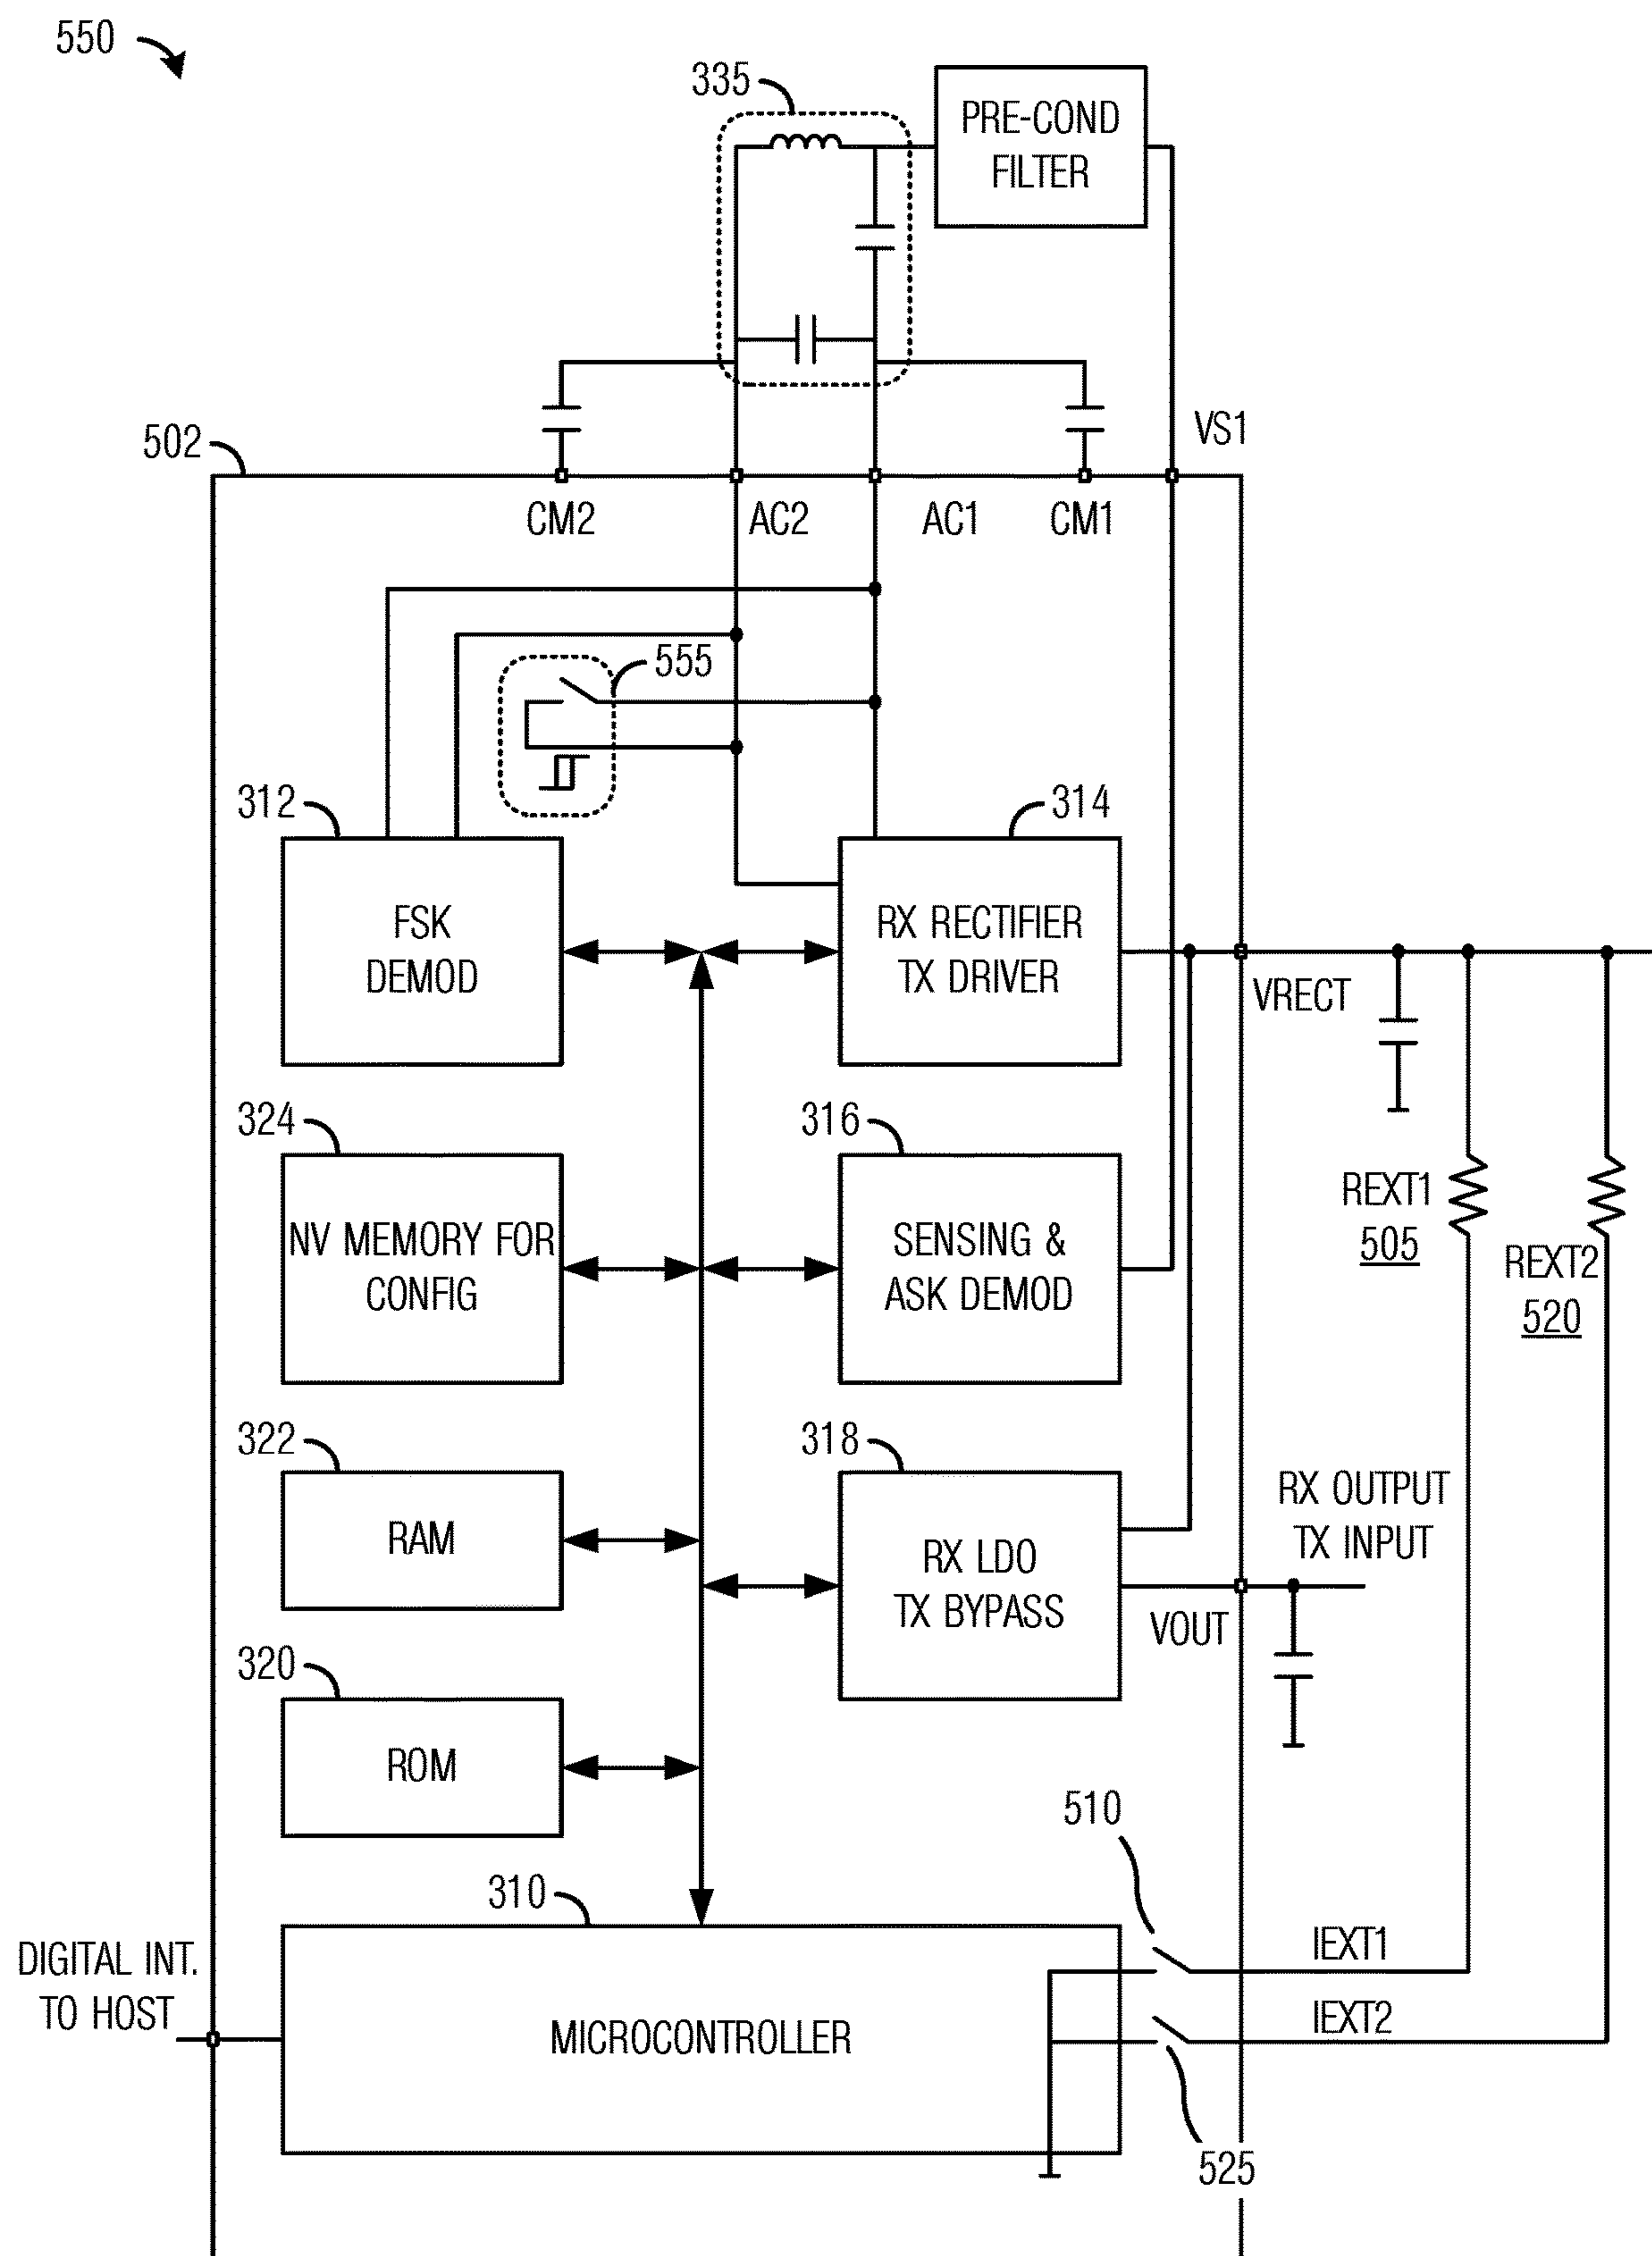 550
335
PRE-COND
FILTER
502
VS1
CM2
AC2
AC1
CM1
555
312
314
FSK
DEMOD
RX RECTIFIER
TX DRIVER
VRECT
324
316
NV MEMORY FOR
CONFIG
SENSING &
ASK DEMOD
REXT1
505
REXT2
520
322
318
RAM
RX LDO
TX BYPASS
RX OUTPUT
TX INPUT
VOUT
320
ROM
510
310
DIGITAL INT.
TO HOST
MICROCONTROLLER
IEXT1
IEXT2
525